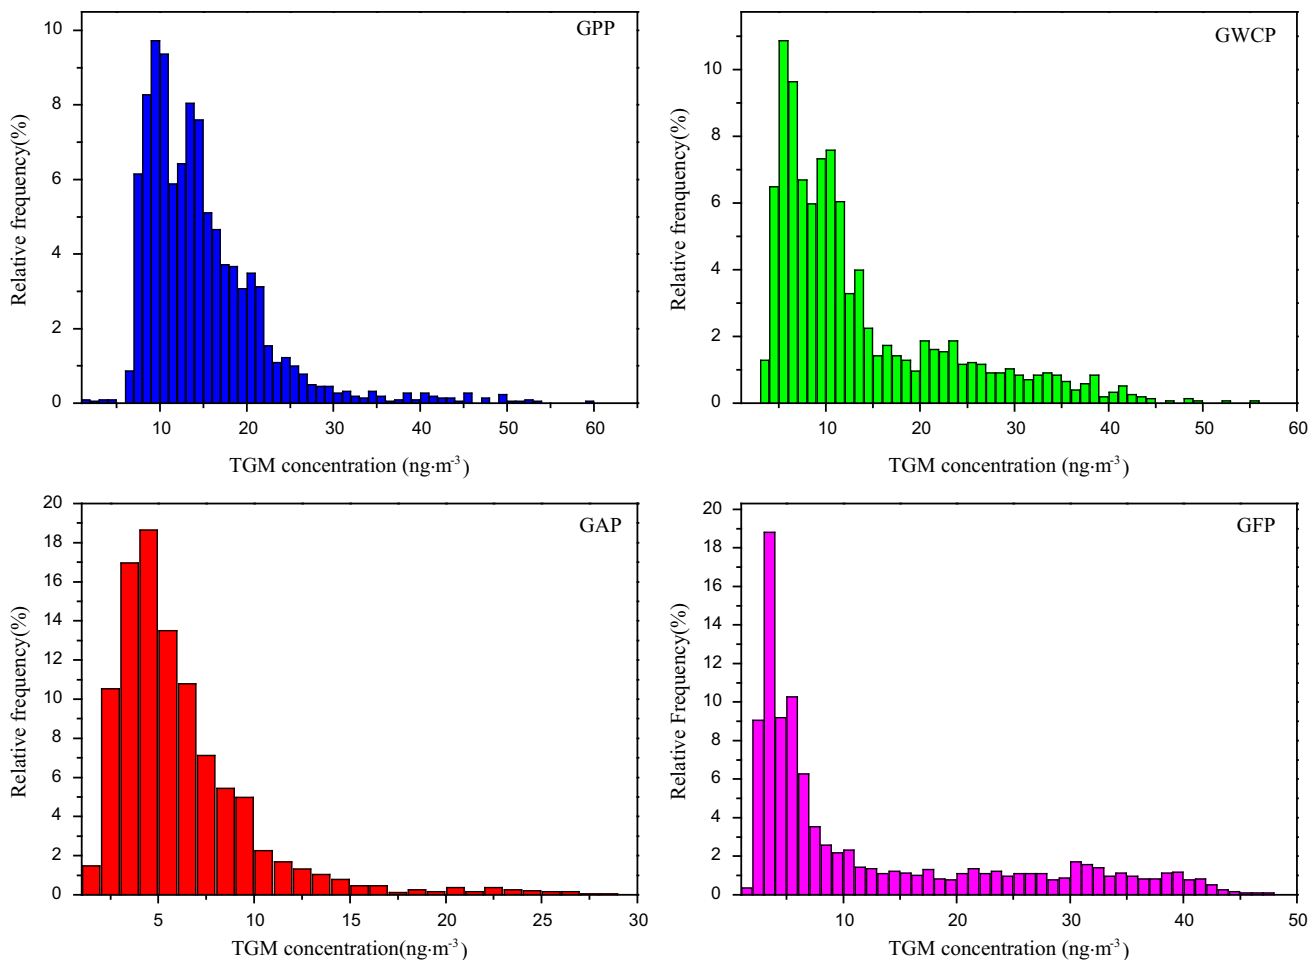 GPP
Relative frequency(%)
10
8
6
4
2
0
10 20 30 40 50 60
TGM concentration (ng·m-3)
GWCP
Relative frenquency(%)
10
8
6
4
2
0
10 20 30 40 50 60
TGM concentration (ng·m-3)
GAP
Relative frequency(%)
20
18
16
14
12
10
8
6
4
2
0
5 10 15 20 25 30
TGM concentration(ng·m-3)
GFP
Relative Frequency(%)
20
18
16
14
12
10
8
6
4
2
0
10 20 30 40 50
TGM concentration (ng·m-3)